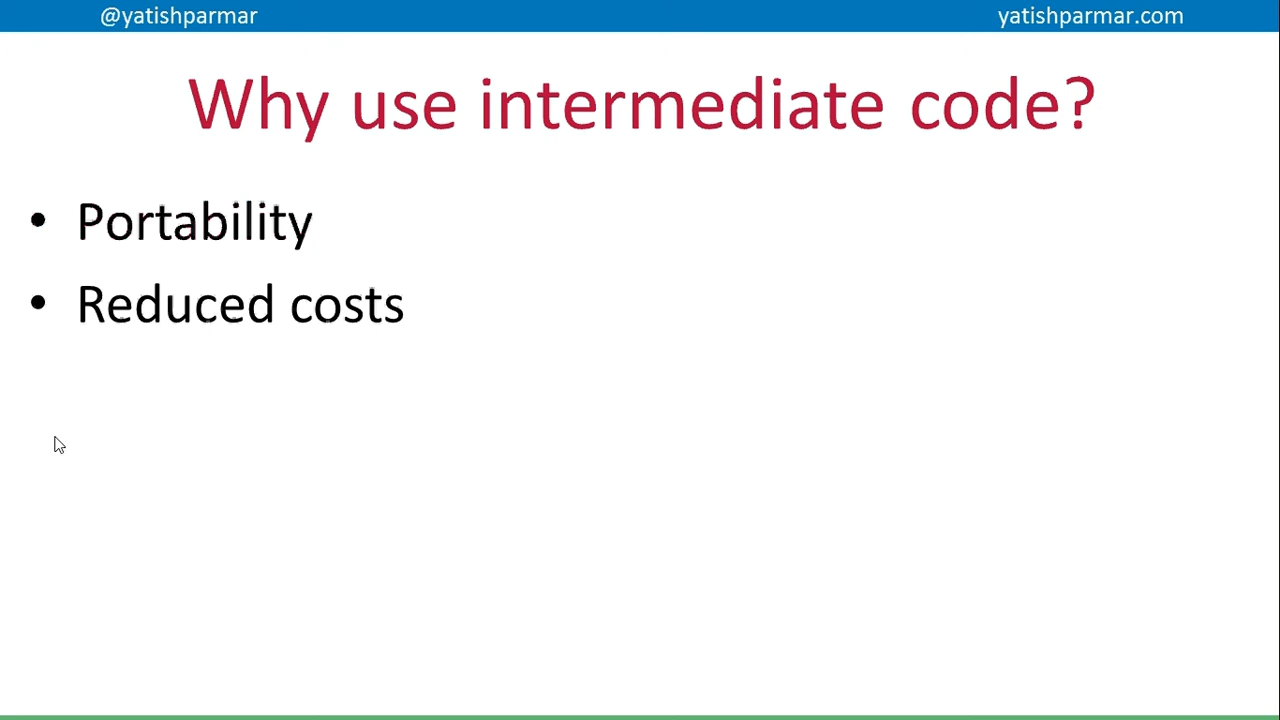 @yatishparmar
yatishparmar.com
Why use intermediate code?
• Portability
• Reduced costs